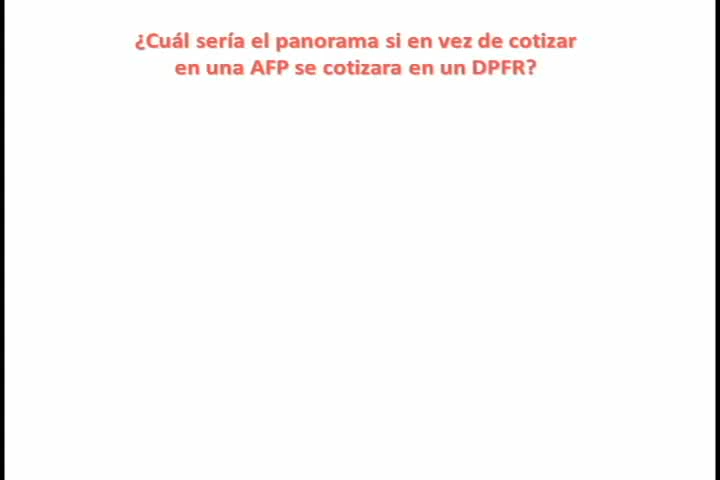 ¿Cuál sería el panorama si en vez de cotizar
en una AFP se cotizara en un DPFR?